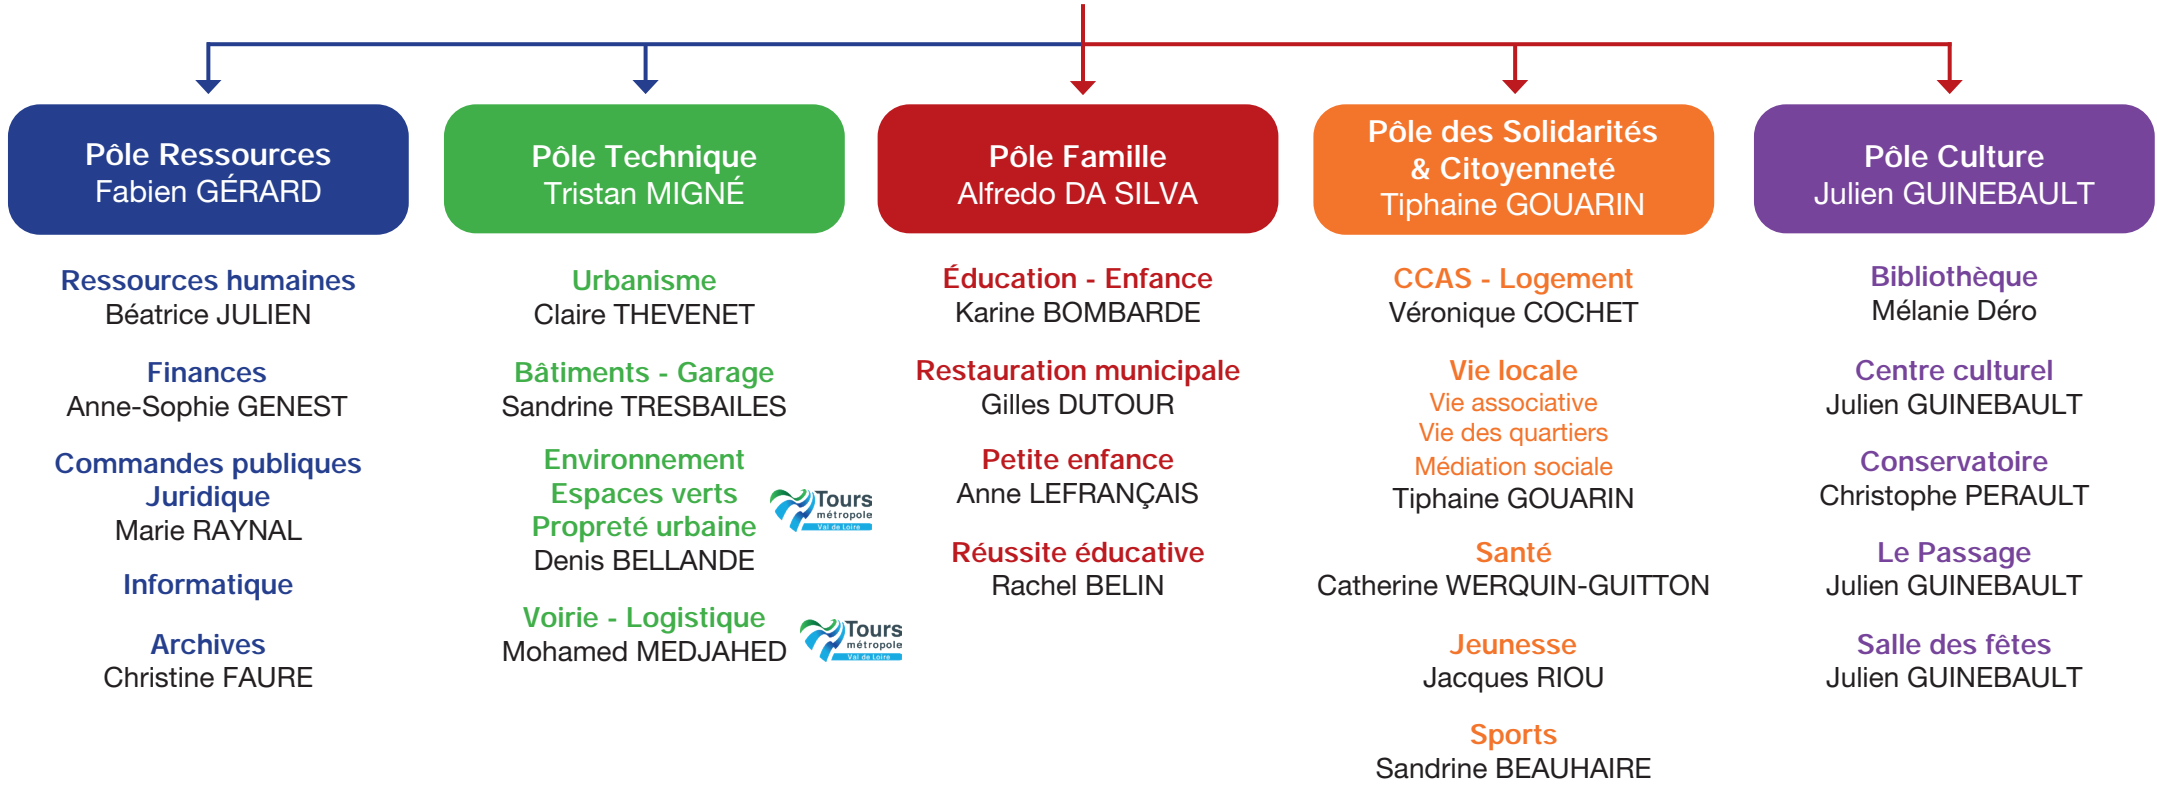 Pôle Ressources
Fabien GÉRARD
Ressources humaines
Béatrice JULIEN
Finances
Anne-Sophie GENEST
Commandes publiques
Juridique
Marie RAYNAL
Informatique
Archives
Christine FAURE
Pôle Technique
Tristan MIGNÉ
Urbanisme
Claire THEVENET
Bâtiments - Garage
Sandrine TRESBAILES
Environnement
Espaces verts
Propreté urbaine
Denis BELLANDE
Tours
métropole
Val de Loire
Voirie - Logistique
Mohamed MEDJAHED
Tours
métropole
Val de Loire
Pôle Famille
Alfredo DA SILVA
Éducation - Enfance
Karine BOMBARDE
Restauration municipale
Gilles DUTOUR
Petite enfance
Anne LEFRANÇAIS
Réussite éducative
Rachel BELIN
Pôle des Solidarités
& Citoyenneté
Tiphaine GOUARIN
CCAS - Logement
Véronique COCHET
Vie locale
Vie associative
Vie des quartiers
Médiation sociale
Tiphaine GOUARIN
Santé
Catherine WERQUIN-GUITTON
Jeunesse
Jacques RIOU
Sports
Sandrine BEAUHAIRE
Pôle Culture
Julien GUINEBAULT
Bibliothèque
Mélanie Déro
Centre culturel
Julien GUINEBAULT
Conservatoire
Christophe PERAULT
Le Passage
Julien GUINEBAULT
Salle des fêtes
Julien GUINEBAULT